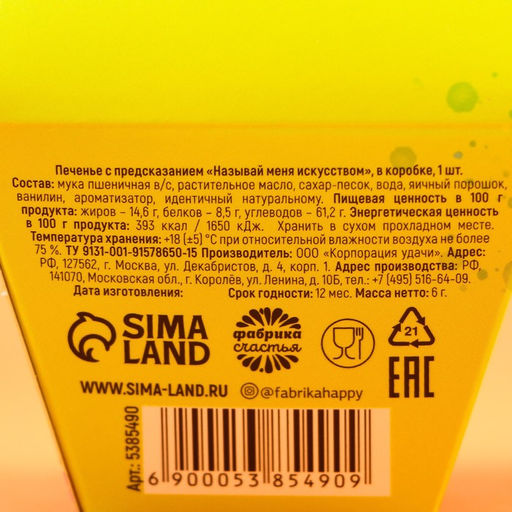 Печенье с предсказанием «Называй меня искусством», в коробке, 1 шт.
Состав: мука пшеничная в/с, растительное масло, сахар-песок, вода, яичный порошок,
ванилин, ароматизатор, идентичный натуральному. Пищевая ценность в 100 г
продукта: жиров – 14,6 г, белков – 8,5 г, углеводов – 61,2 г. Энергетическая ценность
в 100 г продукта: 393 ккал / 1650 кДж. Хранить в сухом прохладном месте.
Температура хранения: +18 (±5) °C при относительной влажности воздуха не более
75 %. ТУ 9131-001-91578650-15 Производитель: ООО «Корпорация удачи». Адрес:
РФ, 127562, г. Москва, ул. Декабристов, д. 4, корп. 1. Адрес производства: РФ,
141070, Московская обл., г. Королёв, ул. Ленина, д. 10Б, тел.: +7 (495) 516-64-09.
Дата изготовления: Срок годности: 12 мес. Масса нетто: 6 г.
SIMA
LAND
фабрика
счастья
21
EAC
WWW.SIMA-LAND.RU @fabrikahappy
Арт.: 5385490
6 900053 854909